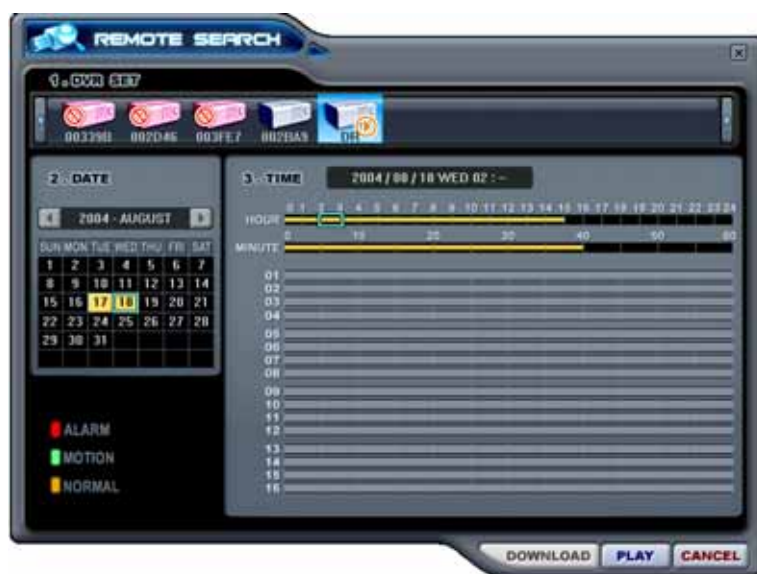 REMOTE SEARCH
1. DVR SET
00339B 002D46 003FE7 002BA9
2. DATE
3. TIME 2004 / 08 / 18 WED 02 : --
2004 - AUGUST
HOUR 0 1 2 3 4 5 6 7 8 9 10 11 12 13 14 15 16 17 18 19 20 21 22 23 24
MINUTE 0 10 20 30 40 50 60
SUN MON TUE WED THU FRI SAT
1 2 3 4 5 6 7
8 9 10 11 12 13 14
15 16 17 18 19 20 21
22 23 24 25 26 27 28
29 30 31
01
02
03
04
05
06
07
08
09
10
11
12
13
14
15
16
ALARM
MOTION
NORMAL
DOWNLOAD PLAY CANCEL